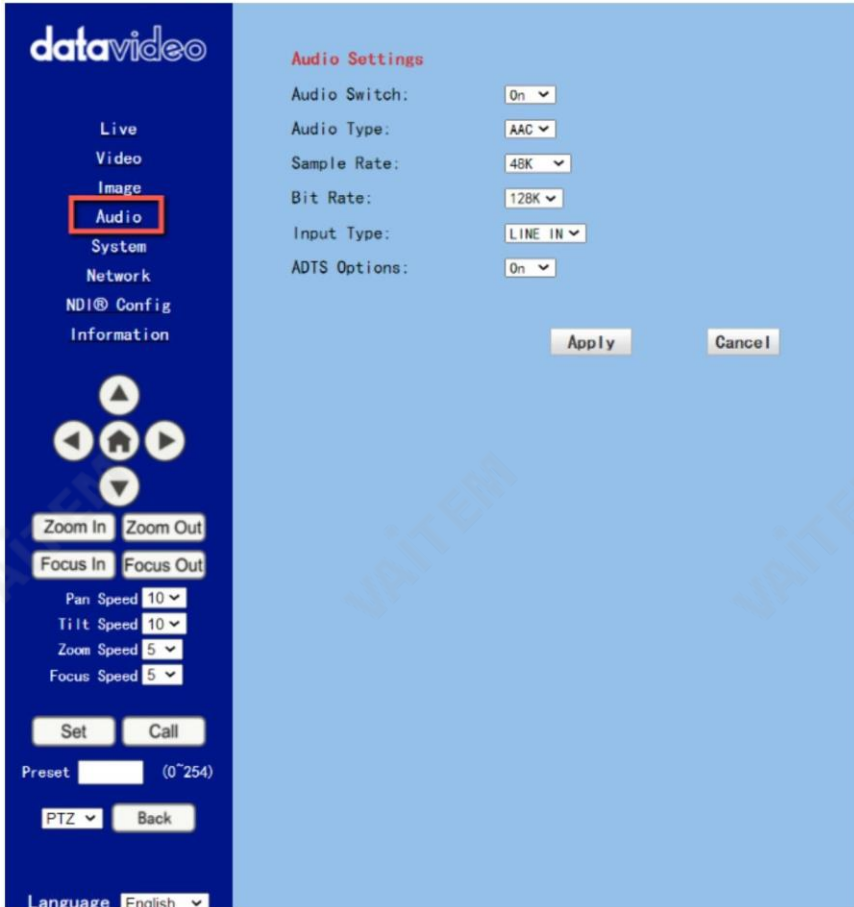 datavideo
Live
Video
Image
Audio
System
Network
NDI® Config
Information
Zoom In Zoom Out
Focus In Focus Out
Pan Speed 10
Tilt Speed 10
Zoom Speed 5
Focus Speed 5
Set Call
Preset (0~254)
PTZ Back
Language English
Audio Settings
Audio Switch: On
Audio Type: AAC
Sample Rate: 48K
Bit Rate: 128K
Input Type: LINE IN
ADTS Options: On
Apply Cancel
VAITEM